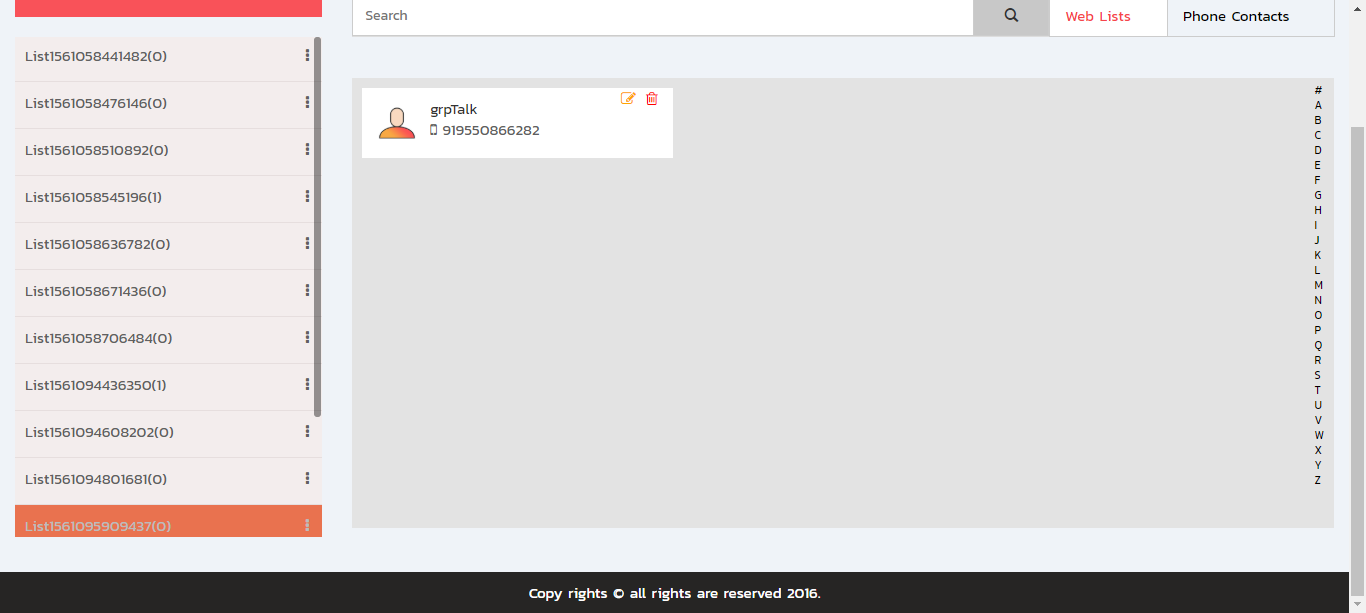 Search
Web Lists
Phone Contacts
List1561058441482(0)
List1561058476146(0)
List1561058510892(0)
List1561058545196(1)
List1561058636782(0)
List1561058671436(0)
List1561058706484(0)
List1561094436350(1)
List1561094608202(0)
List1561094801681(0)
List1561095909437(0)
grpTalk
919550866282
#
A
B
C
D
E
F
G
H
I
J
K
L
M
N
O
P
Q
R
S
T
U
V
W
X
Y
Z
Copy rights © all rights are reserved 2016.